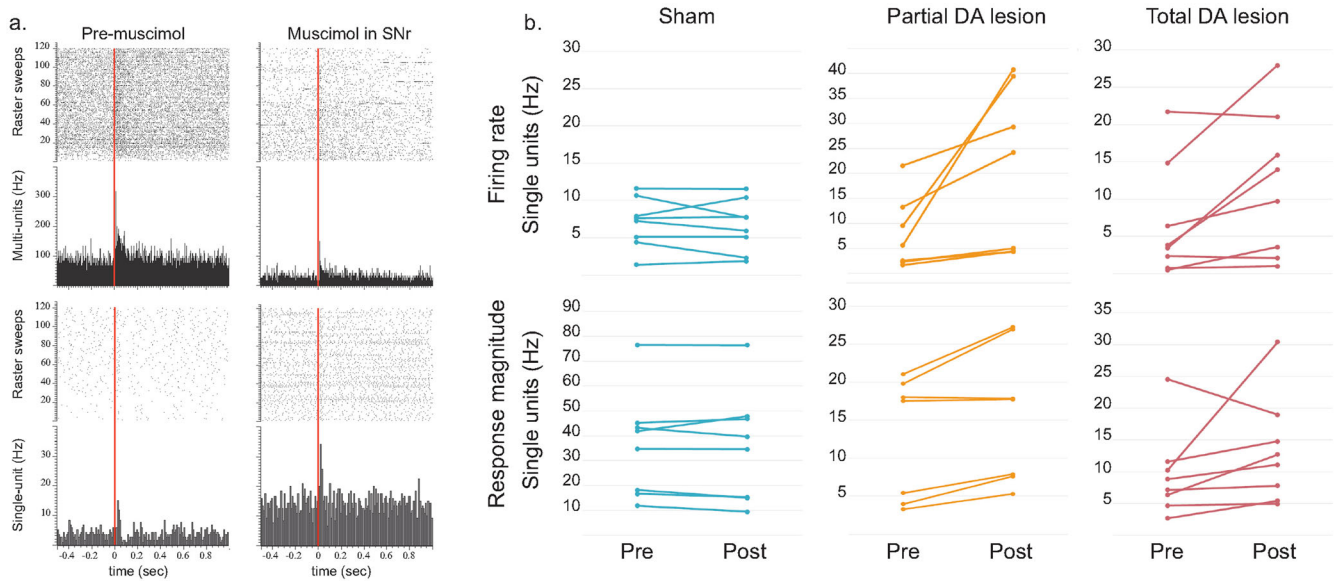 a.
Pre-muscimol
Muscimol in SNr
Raster sweeps
120
100
80
60
40
20
0
Multi-units (Hz)
300
200
100
Raster sweeps
120
100
80
60
40
20
0
Single-unit (Hz)
30
20
10
-0.4 -0.2 0 0.2 0.4 0.6 0.8
time (sec)
-0.4 -0.2 0 0.2 0.4 0.6 0.8
time (sec)
b.
Sham
Partial DA lesion
Total DA lesion
Firing rate
Single units (Hz)
30
25
20
15
10
5
40
35
30
25
20
15
10
5
30
25
20
15
10
5
Response magnitude
Single units (Hz)
90
80
70
60
50
40
30
20
10
30
25
20
15
10
5
35
30
25
20
15
10
5
Pre Post
Pre Post
Pre Post